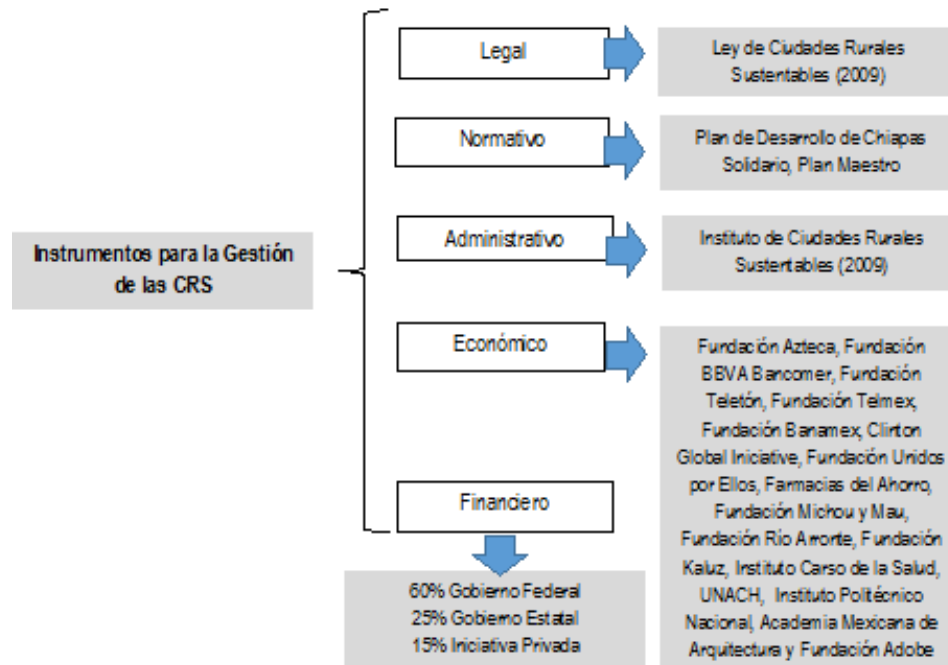 Instrumentos para la Gestión
de las CRS
Legal
Ley de Ciudades Rurales
Sustentables (2009)
Normativo
Plan de Desarrollo de Chiapas
Solidario, Plan Maestro
Administrativo
Instituto de Ciudades Rurales
Sustentables (2009)
Económico
Fundación Azteca, Fundación
BBVA Bancomer, Fundación
Teletón, Fundación Telmex,
Fundación Banamex, Clinton
Global Iniciative, Fundación Unidos
por Ellos, Farmacias del Ahorro,
Fundación Michou y Mau,
Fundación Río Arronte, Fundación
Kaluz, Instituto Carso de la Salud,
UNACH, Instituto Politécnico
Nacional, Academia Mexicana de
Arquitectura y Fundación Adobe
Financiero
60% Gobierno Federal
25% Gobierno Estatal
15% Iniciativa Privada